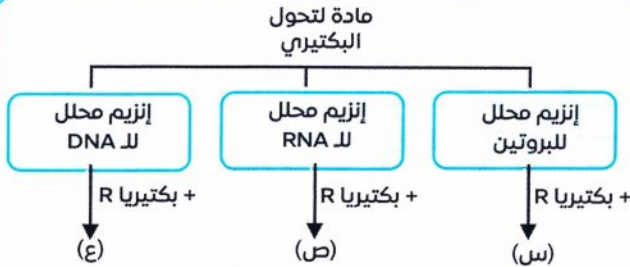 مادة لتحول
البكتيري
إنزيم محلل
للبروتين
إنزيم محلل
للـ RNA
إنزيم محلل
للـ DNA
+ بكتيريا R
+ بكتيريا R
+ بكتيريا R
(س)
(ص)
(ع)